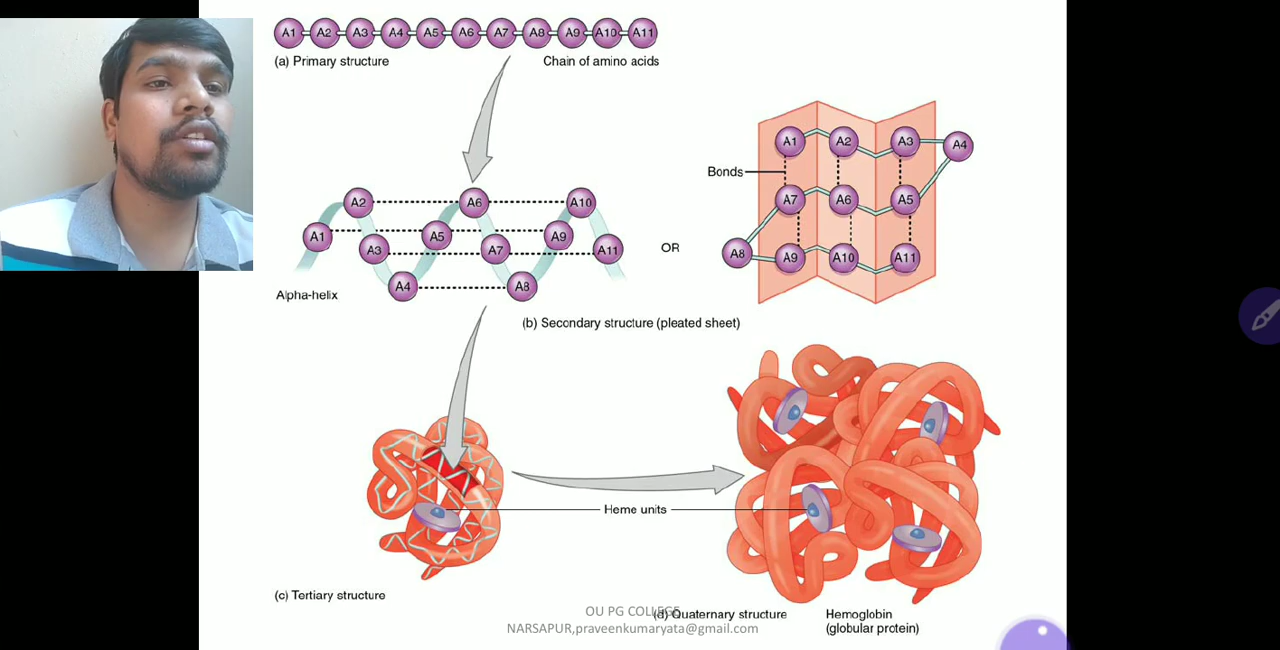 A1 A2 A3 A4 A5 A6 A7 A8 A9 A10 A11
(a) Primary structure
Chain of amino acids
A2 A6 A10
A1 A5 A9
A3 A7 A11
A4 A8
Alpha-helix
OR
A1 A2 A3 A4
Bonds
A7 A6 A5
A8 A9 A10 A11
(b) Secondary structure (pleated sheet)
Heme units
(c) Tertiary structure
OU PG COLLEGE
NARSAPUR,praveenkumaryata@gmail.com
(d) Quaternary structure
Hemoglobin
(globular protein)